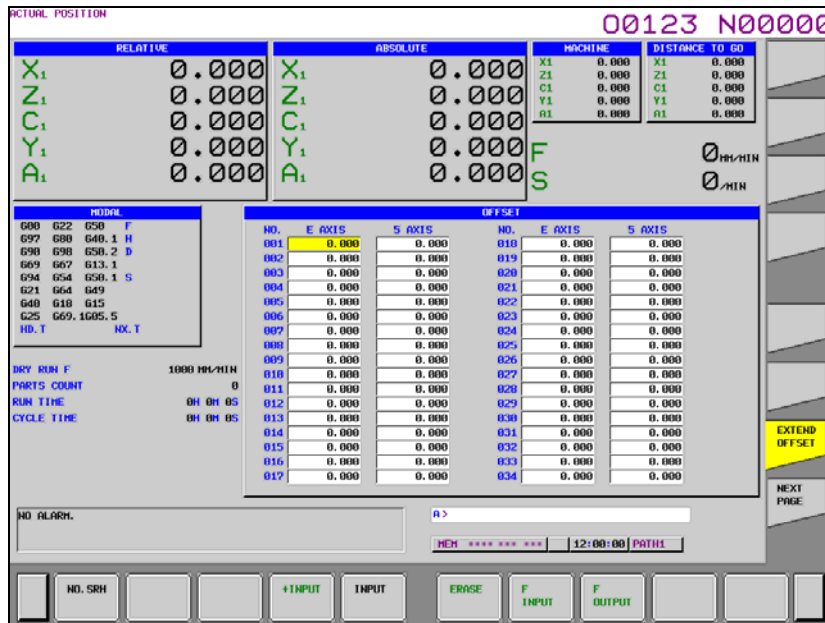 ACTUAL POSITION
O0123 N00000
RELATIVE ABSOLUTE MACHINE DISTANCE TO GO
X1 0.000 X1 0.000 X1 0.000 X1 0.000
Z1 0.000 Z1 0.000 Z1 0.000 Z1 0.000
C1 0.000 C1 0.000 C1 0.000 C1 0.000
Y1 0.000 Y1 0.000 Y1 0.000 Y1 0.000
A1 0.000 A1 0.000 A1 0.000 A1 0.000
F 0 MM/MIN
S 0 /MIN
MODAL
G00 G22 G50 F
G97 G80 G40.1 H
G90 G98 G50.2 D
G69 G67 G13.1
G94 G54 G50.1 S
G21 G64 G49
G40 G18 G15
G25 G69.1G05.5
HD.T NX.T
DRY RUN F 1000 MM/MIN
PARTS COUNT 0
RUN TIME 0H 0M 0S
CYCLE TIME 0H 0M 0S
OFFSET
NO. E AXIS 5 AXIS NO. E AXIS 5 AXIS
001 0.000 0.000 018 0.000 0.000
002 0.000 0.000 019 0.000 0.000
003 0.000 0.000 020 0.000 0.000
004 0.000 0.000 021 0.000 0.000
005 0.000 0.000 022 0.000 0.000
006 0.000 0.000 023 0.000 0.000
007 0.000 0.000 024 0.000 0.000
008 0.000 0.000 025 0.000 0.000
009 0.000 0.000 026 0.000 0.000
010 0.000 0.000 027 0.000 0.000
011 0.000 0.000 028 0.000 0.000
012 0.000 0.000 029 0.000 0.000
013 0.000 0.000 030 0.000 0.000
014 0.000 0.000 031 0.000 0.000
015 0.000 0.000 032 0.000 0.000
016 0.000 0.000 033 0.000 0.000
017 0.000 0.000 034 0.000 0.000
EXTEND
OFFSET
NEXT
PAGE
NO ALARM.
A>
MEM **** *** *** 12:00:00 PATH1
NO.SRH +INPUT INPUT ERASE F INPUT F OUTPUT